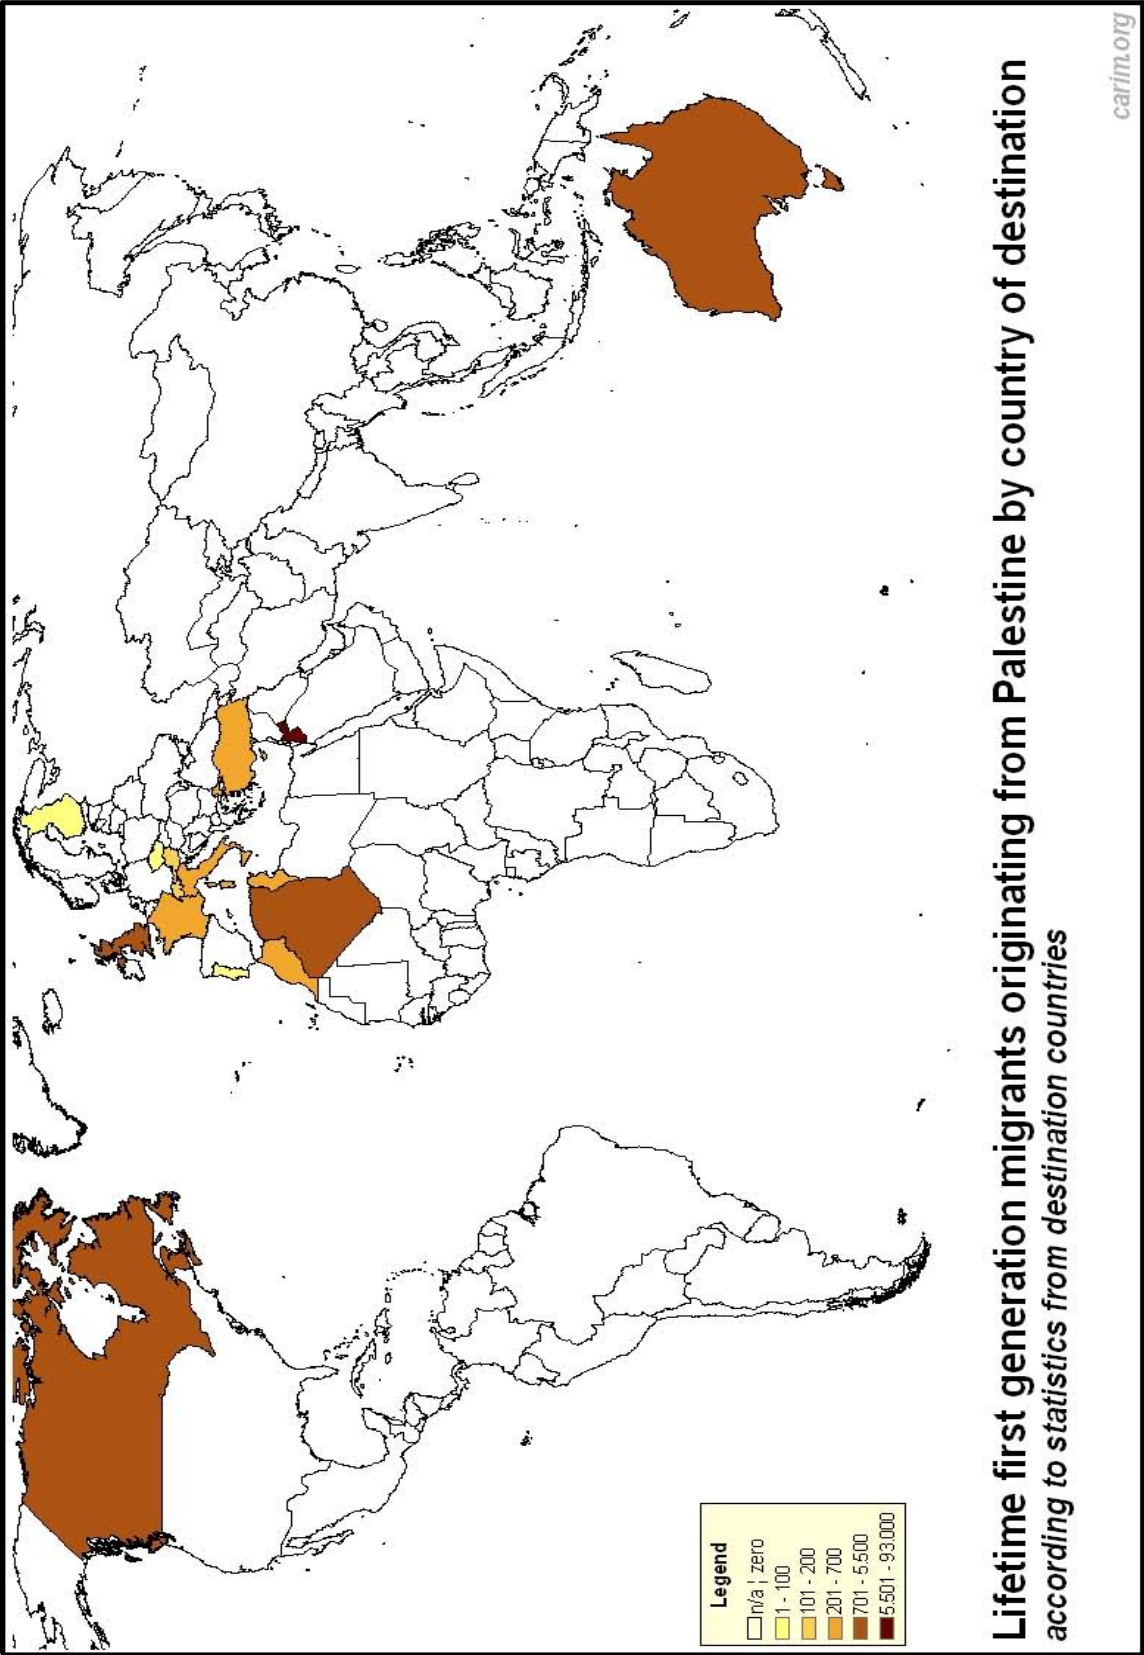 Legend
n/a ¦ zero
1 - 100
101 - 200
201 - 700
701 - 5.500
5.501 - 93.000
Lifetime first generation migrants originating from Palestine by country of destination
according to statistics from destination countries
carim.org